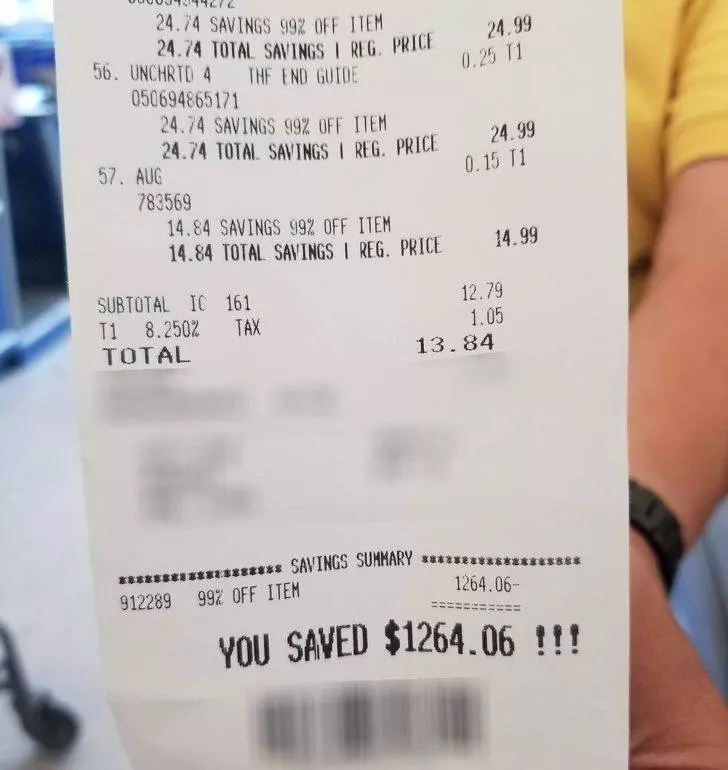 24.74 SAVINGS 99% OFF ITEM
24.74 TOTAL SAVINGS | REG. PRICE 24.99
0.25 T1
56. UNCHRTD 4 THF END GUIDE
050694865171
24.74 SAVINGS 99% OFF ITEM
24.74 TOTAL SAVINGS | REG. PRICE 24.99
0.15 T1
57. AUG
783569
14.84 SAVINGS 99% OFF ITEM
14.84 TOTAL SAVINGS | REG. PRICE 14.99
SUBTOTAL IC 161 12.79
T1 8.250% TAX 1.05
TOTAL 13.84
******************** SAVINGS SUMMARY ********************
912289 99% OFF ITEM 1264.06-
===========
YOU SAVED $1264.06 !!!